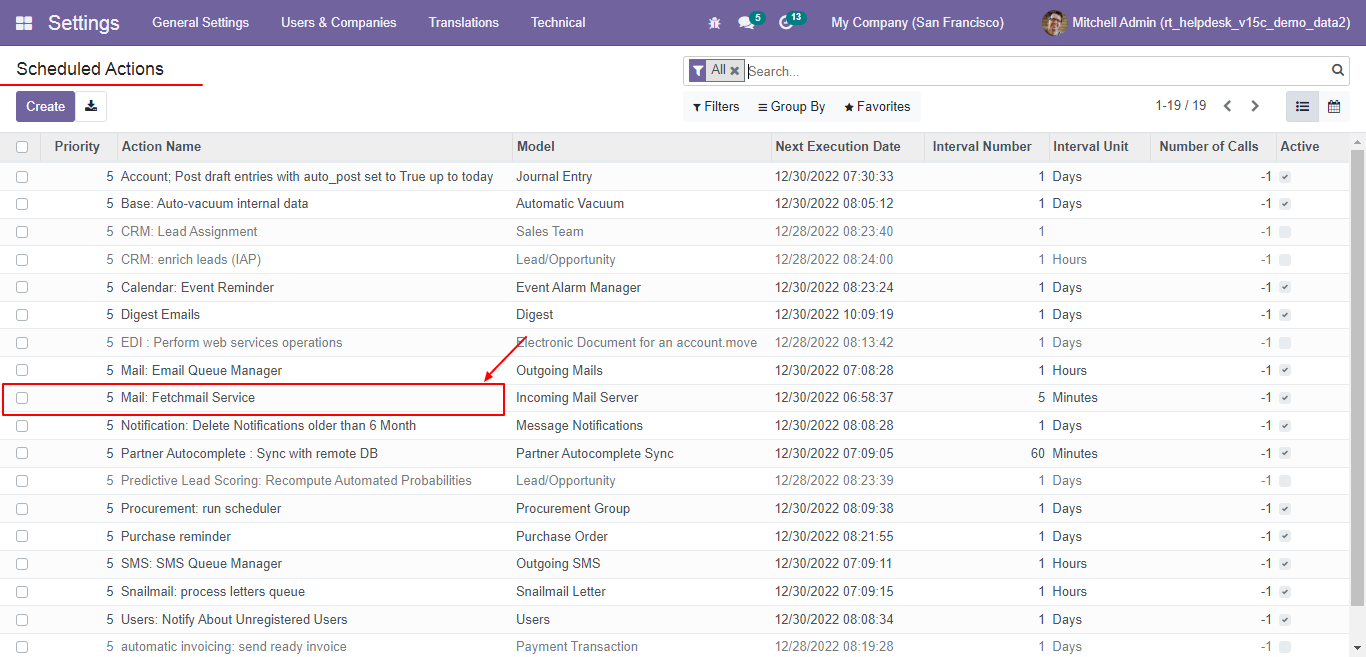 Settings General Settings Users & Companies Translations Technical 5 13 My Company (San Francisco) Mitchell Admin (rt_helpdesk_v15c_demo_data2)
Scheduled Actions All Search...
Create Filters Group By Favorites 1-19 / 19
Priority Action Name Model Next Execution Date Interval Number Interval Unit Number of Calls Active
5 Account; Post draft entries with auto_post set to True up to today Journal Entry 12/30/2022 07:30:33 1 Days -1
5 Base: Auto-vacuum internal data Automatic Vacuum 12/30/2022 08:05:12 1 Days -1
5 CRM: Lead Assignment Sales Team 12/28/2022 08:23:40 1 -1
5 CRM: enrich leads (IAP) Lead/Opportunity 12/28/2022 08:24:00 1 Hours -1
5 Calendar: Event Reminder Event Alarm Manager 12/30/2022 08:23:24 1 Days -1
5 Digest Emails Digest 12/30/2022 10:09:19 1 Days -1
5 EDI : Perform web services operations Electronic Document for an account.move 12/28/2022 08:13:42 1 Days -1
5 Mail: Email Queue Manager Outgoing Mails 12/30/2022 07:08:28 1 Hours -1
5 Mail: Fetchmail Service Incoming Mail Server 12/30/2022 06:58:37 5 Minutes -1
5 Notification: Delete Notifications older than 6 Month Message Notifications 12/30/2022 08:08:28 1 Days -1
5 Partner Autocomplete : Sync with remote DB Partner Autocomplete Sync 12/30/2022 07:09:05 60 Minutes -1
5 Predictive Lead Scoring: Recompute Automated Probabilities Lead/Opportunity 12/28/2022 08:23:39 1 Days -1
5 Procurement: run scheduler Procurement Group 12/30/2022 08:09:38 1 Days -1
5 Purchase reminder Purchase Order 12/30/2022 08:21:55 1 Days -1
5 SMS: SMS Queue Manager Outgoing SMS 12/30/2022 07:09:11 1 Hours -1
5 Snailmail: process letters queue Snailmail Letter 12/30/2022 07:09:15 1 Hours -1
5 Users: Notify About Unregistered Users Users 12/30/2022 08:08:34 1 Days -1
5 automatic invoicing: send ready invoice Payment Transaction 12/28/2022 08:19:28 1 Days -1